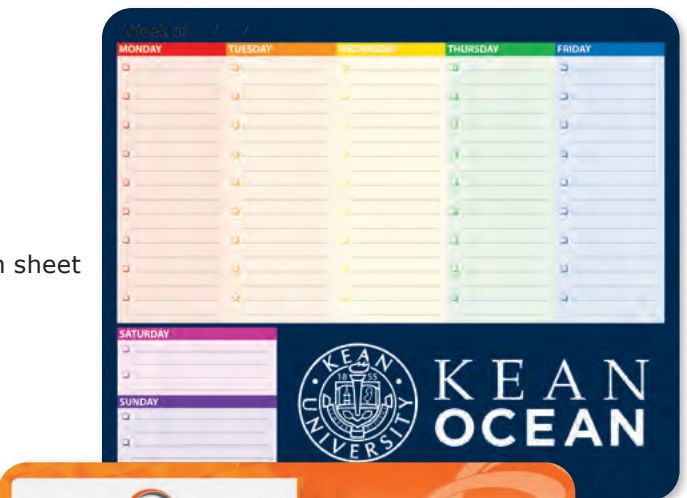 Week of / /
MONDAY TUESDAY WEDNESDAY THURSDAY FRIDAY
sheet
SATURDAY
SUNDAY
KEAN
UNIVERSITY
1855
KEAN
OCEAN